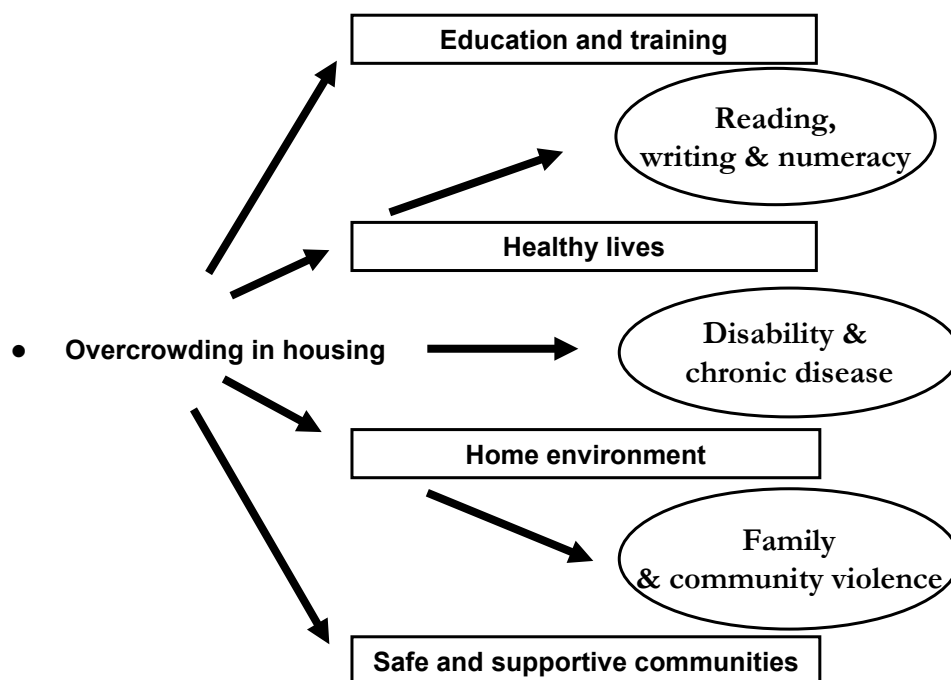 Education and training
Reading,
writing & numeracy
Healthy lives
Disability &
chronic disease
• Overcrowding in housing
Home environment
Family
& community violence
Safe and supportive communities